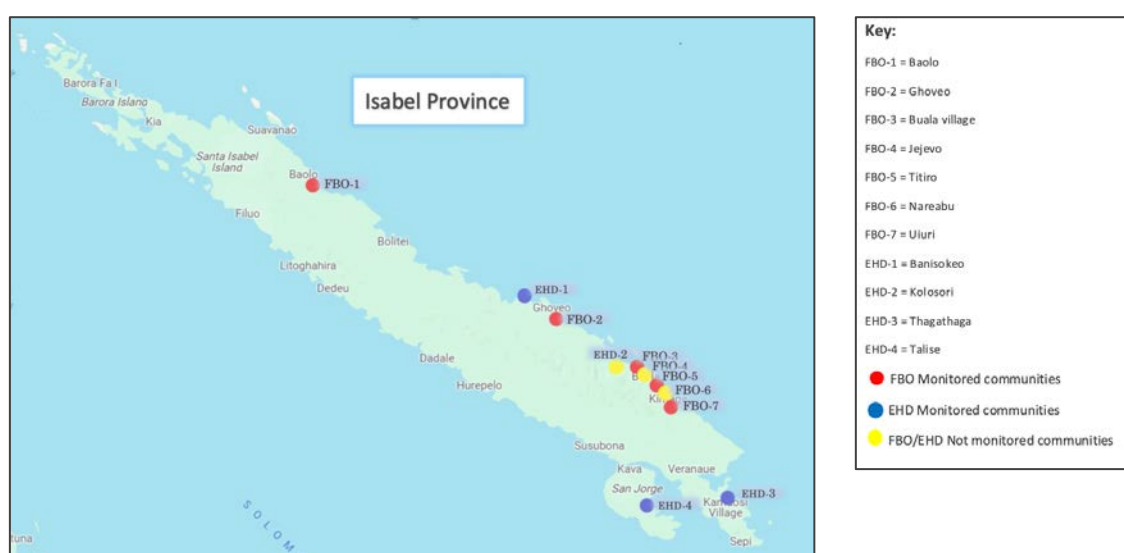 Isabel Province
Barora Fa I
Barora Island
Kia
Suavanao
Santa Isabel
Island
Baolo
FBO-1
Filuo
Bolitei
Litoghahira
Dedeu
EHD-1
Ghoveo
FBO-2
Dadale
Hurepelo
EHD-2
FBO-3
FBO-4
FBO-5
FBO-6
FBO-7
Susubona
Kava
Veranaue
San Jorge
EHD-3
Village
EHD-4
Sepi
SOLOM
tuna
Key:
FBO-1 = Baolo
FBO-2 = Ghoveo
FBO-3 = Buala village
FBO-4 = Jejevo
FBO-5 = Titiro
FBO-6 = Nareabu
FBO-7 = Uiuri
EHD-1 = Banisokeo
EHD-2 = Kolosori
EHD-3 = Thagathaga
EHD-4 = Talise
FBO Monitored communities
EHD Monitored communities
FBO/EHD Not monitored communities